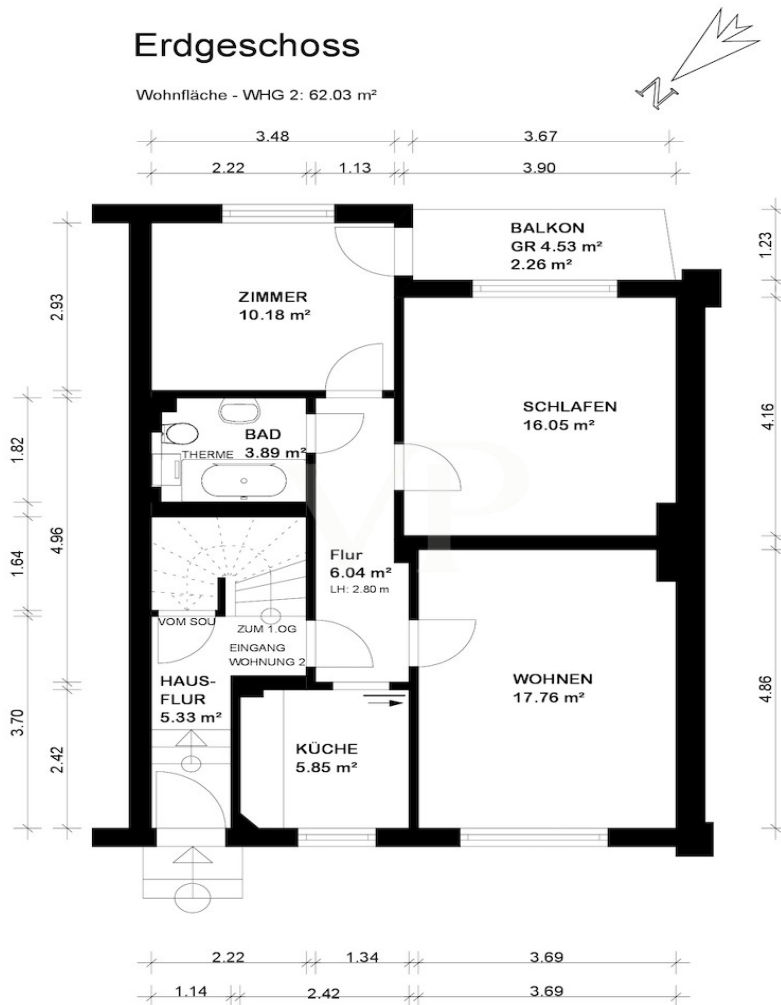 Erdgeschoss
Wohnfläche - WHG 2: 62.03 m²
N
3.48
3.67
2.22
1.13
3.90
BALKON
GR 4.53 m²
2.26 m²
1.23
2.93
ZIMMER
10.18 m²
SCHLAFEN
16.05 m²
4.16
1.82
BAD
3.89 m²
THERME
4.96
1.64
Flur
6.04 m²
LH: 2.80 m
VOM SOU
ZUM 1.OG
EINGANG
WOHNUNG 2
HAUS-
FLUR
5.33 m²
WOHNEN
17.76 m²
4.86
3.70
2.42
KÜCHE
5.85 m²
2.22
1.34
3.69
1.14
2.42
3.69
VP